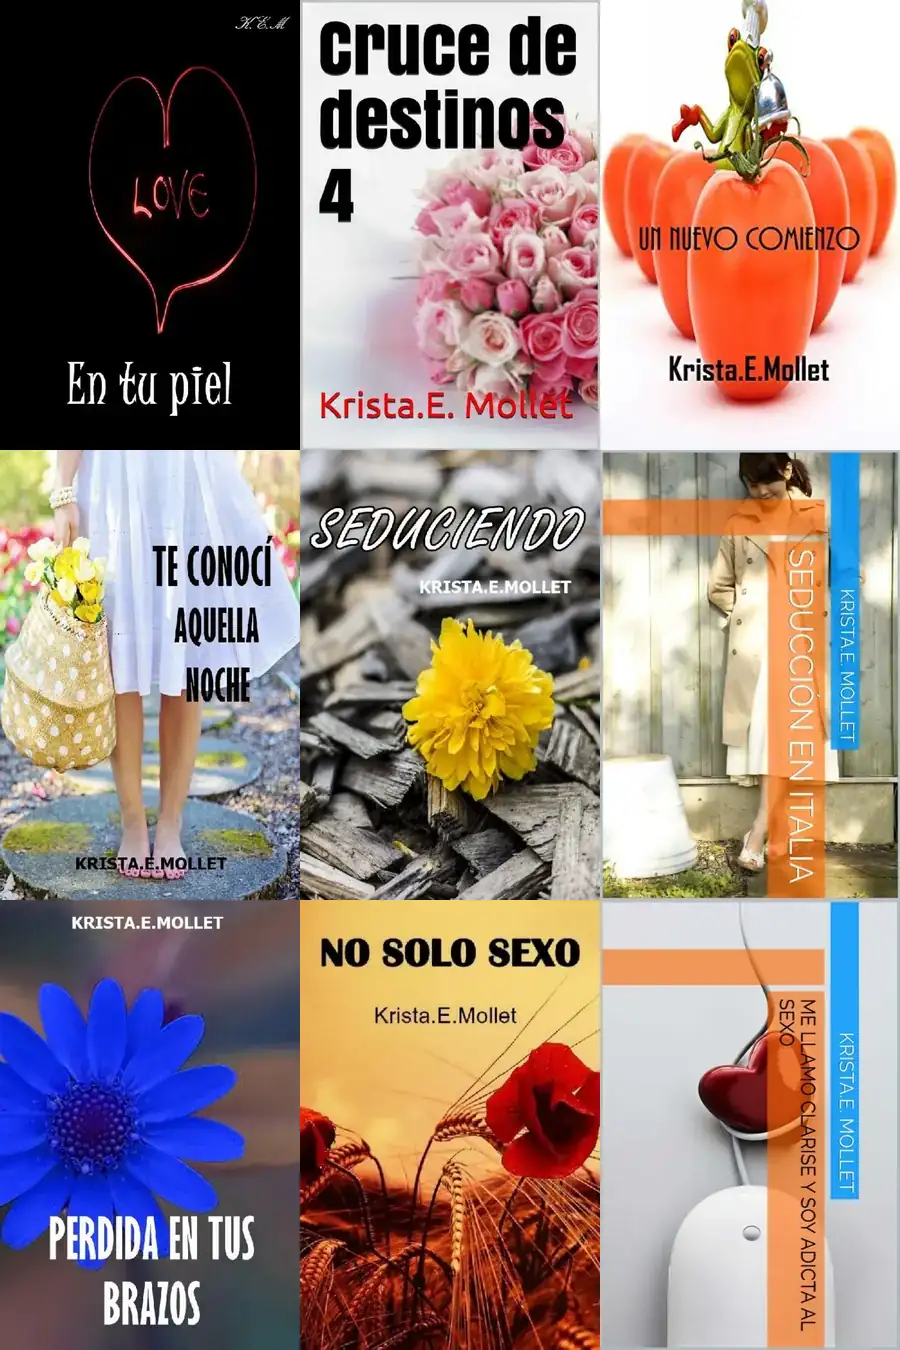 K.E.M
LOVE
En tu piel
Cruce de
destinos
4
Krista.E. Mollet
UN NUEVO COMIENZO
Krista.E.Mollet
TE CONOCÍ
AQUELLA
NOCHE
KRISTA.E.MOLLET
SEDUCIENDO
KRISTA.E.MOLLET
SEDUCCIÓN EN ITALIA
KRISTA.E. MOLLET
KRISTA.E.MOLLET
PERDIDA EN TUS
BRAZOS
NO SOLO SEXO
Krista.E.Mollet
ME LLAMO CLARISE Y SOY ADICTA AL
SEXO
KRISTA.E. MOLLET